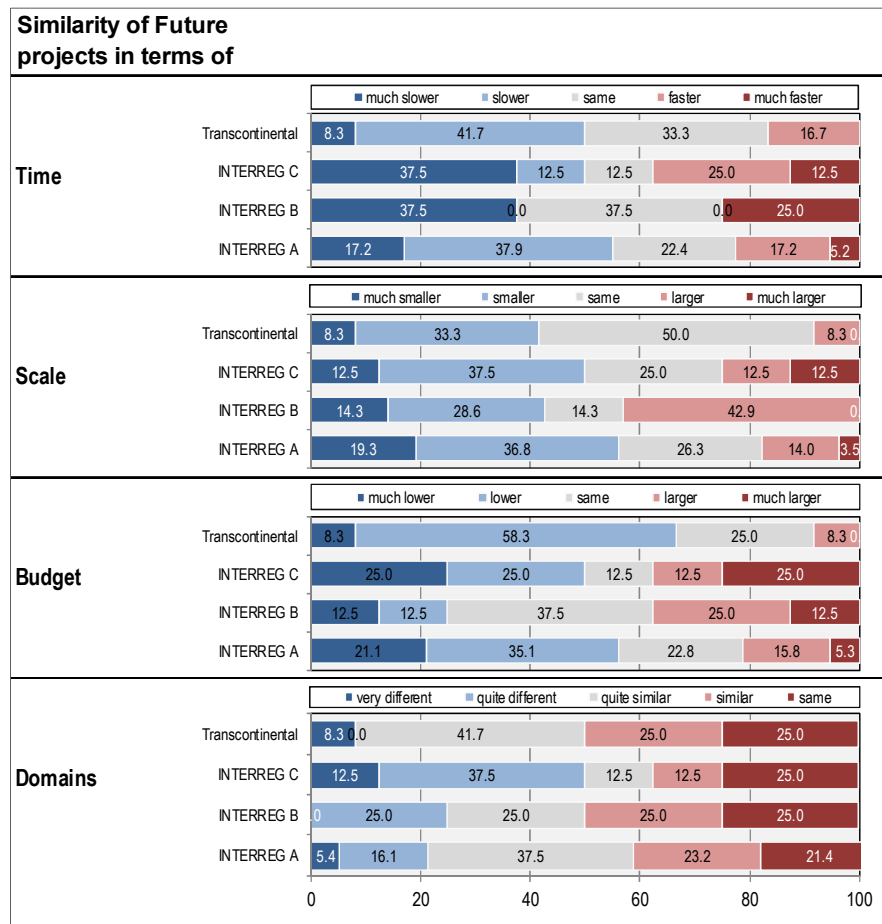 Similarity of Future
projects in terms of
much slower slower same faster much faster
Time
Transcontinental 8.3 41.7 33.3 16.7
INTERREG C 37.5 12.5 12.5 25.0 12.5
INTERREG B 37.5 0.0 37.5 0.0 25.0
INTERREG A 17.2 37.9 22.4 17.2 5.2
much smaller smaller same larger much larger
Scale
Transcontinental 8.3 33.3 50.0 8.3 0.
INTERREG C 12.5 37.5 25.0 12.5 12.5
INTERREG B 14.3 28.6 14.3 42.9 0.
INTERREG A 19.3 36.8 26.3 14.0 3.5
much lower lower same larger much larger
Budget
Transcontinental 8.3 58.3 25.0 8.3 0.
INTERREG C 25.0 25.0 12.5 12.5 25.0
INTERREG B 12.5 12.5 37.5 25.0 12.5
INTERREG A 21.1 35.1 22.8 15.8 5.3
very different quite different quite similar similar same
Domains
Transcontinental 8.3 0.0 41.7 25.0 25.0
INTERREG C 12.5 37.5 12.5 12.5 25.0
INTERREG B .0 25.0 25.0 25.0 25.0
INTERREG A 5.4 16.1 37.5 23.2 21.4
0 20 40 60 80 100